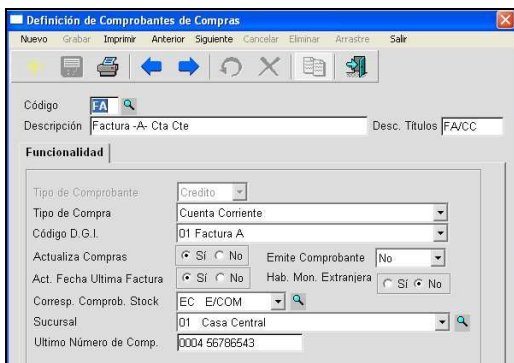 Definición de Comprobantes de Compras
Nuevo Grabar Imprimir Anterior Siguiente Cancelar Eliminar Arrastre Salir
Código FA
Descripción Factura -A- Cta Cte Desc. Títulos FA/CC
Funcionalidad
Tipo de Comprobante Credito
Tipo de Compra Cuenta Corriente
Código D.G.I. 01 Factura A
Actualiza Compras Sí No Emite Comprobante No
Act. Fecha Ultima Factura Sí No Hab. Mon. Extranjera Sí No
Corresp. Comprob. Stock EC E/COM
Sucursal 01 Casa Central
Ultimo Número de Comp. 0004 56786543